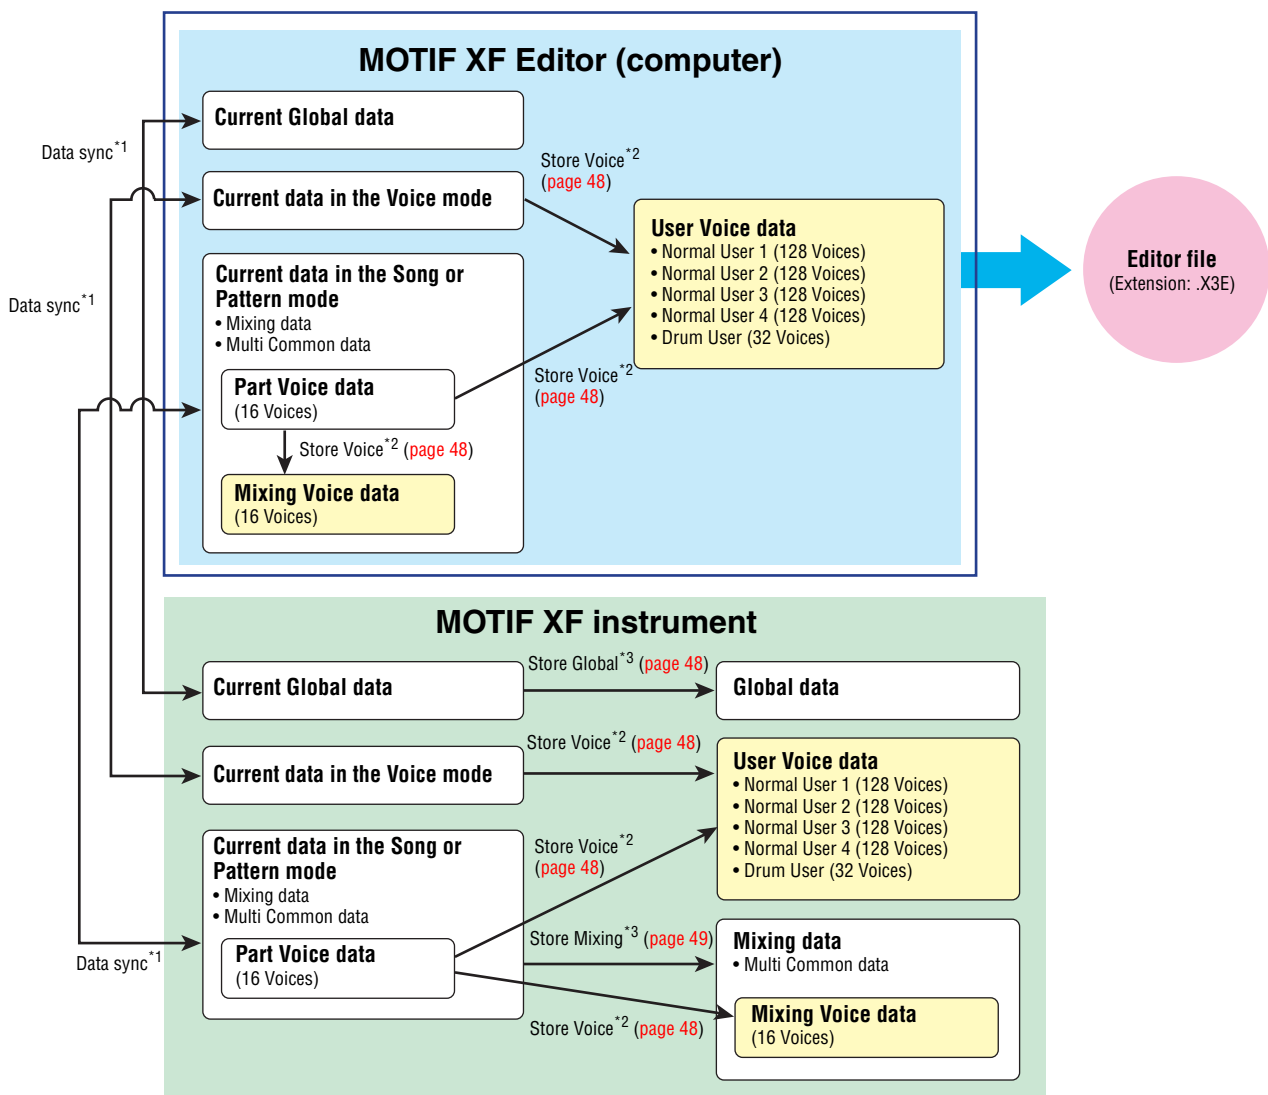 MOTIF XF Editor (computer)
Current Global data
Data sync*1
Store Voice*2
(page 48)
Current data in the Voice mode
User Voice data
• Normal User 1 (128 Voices)
• Normal User 2 (128 Voices)
• Normal User 3 (128 Voices)
• Normal User 4 (128 Voices)
• Drum User (32 Voices)
Editor file
(Extension: .X3E)
Current data in the Song or
Pattern mode
• Mixing data
• Multi Common data
Data sync*1
Part Voice data
(16 Voices)
Store Voice*2
(page 48)
Store Voice*2 (page 48)
Mixing Voice data
(16 Voices)
MOTIF XF instrument
Current Global data
Store Global*3 (page 48)
Global data
Current data in the Voice mode
Store Voice*2 (page 48)
User Voice data
• Normal User 1 (128 Voices)
• Normal User 2 (128 Voices)
• Normal User 3 (128 Voices)
• Normal User 4 (128 Voices)
• Drum User (32 Voices)
Current data in the Song or
Pattern mode
• Mixing data
• Multi Common data
Store Voice*2
(page 48)
Data sync*1
Part Voice data
(16 Voices)
Store Mixing*3 (page 49)
Mixing data
• Multi Common data
Store Voice*2 (page 48)
Mixing Voice data
(16 Voices)